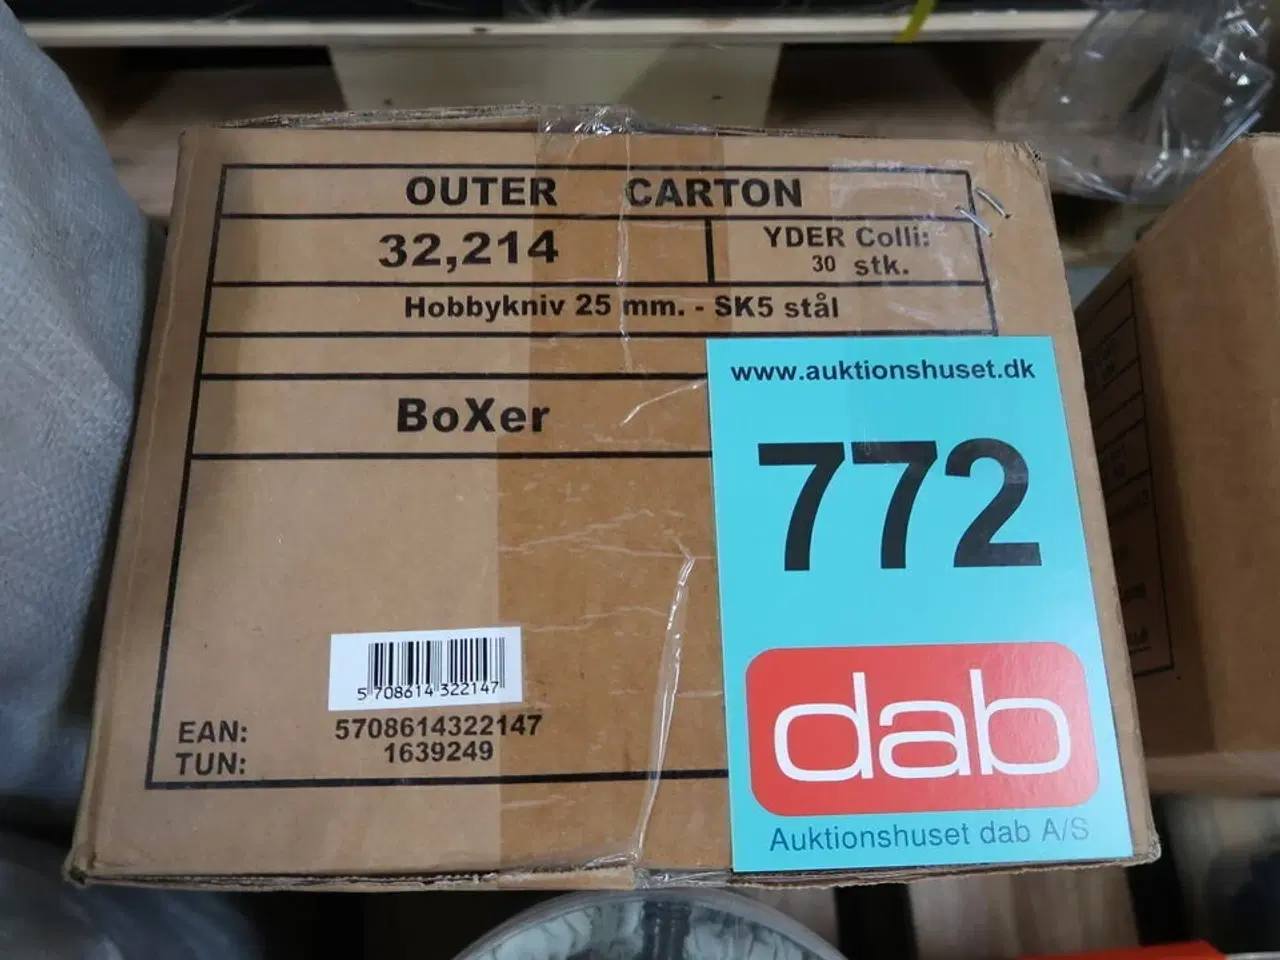 OUTER CARTON
32,214
YDER Colli:
30 stk.
Hobbykniv 25 mm. - SK5 stål
BoXer
5 708614 322147
EAN: 5708614322147
TUN: 1639249
www.auktionshuset.dk
772
dab
Auktionshuset dab A/S